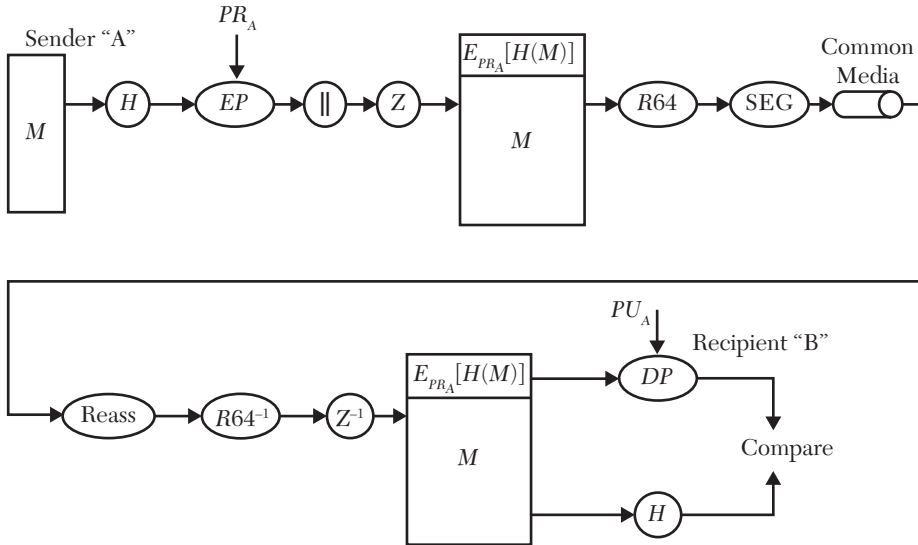 Sender “A”
PR_A
M
H
EP
||
Z
E_{PR_A}[H(M)]
M
R64
SEG
Common
Media
Reass
R64⁻¹
Z⁻¹
E_{PR_A}[H(M)]
M
PU_A
Recipient “B”
DP
Compare
H